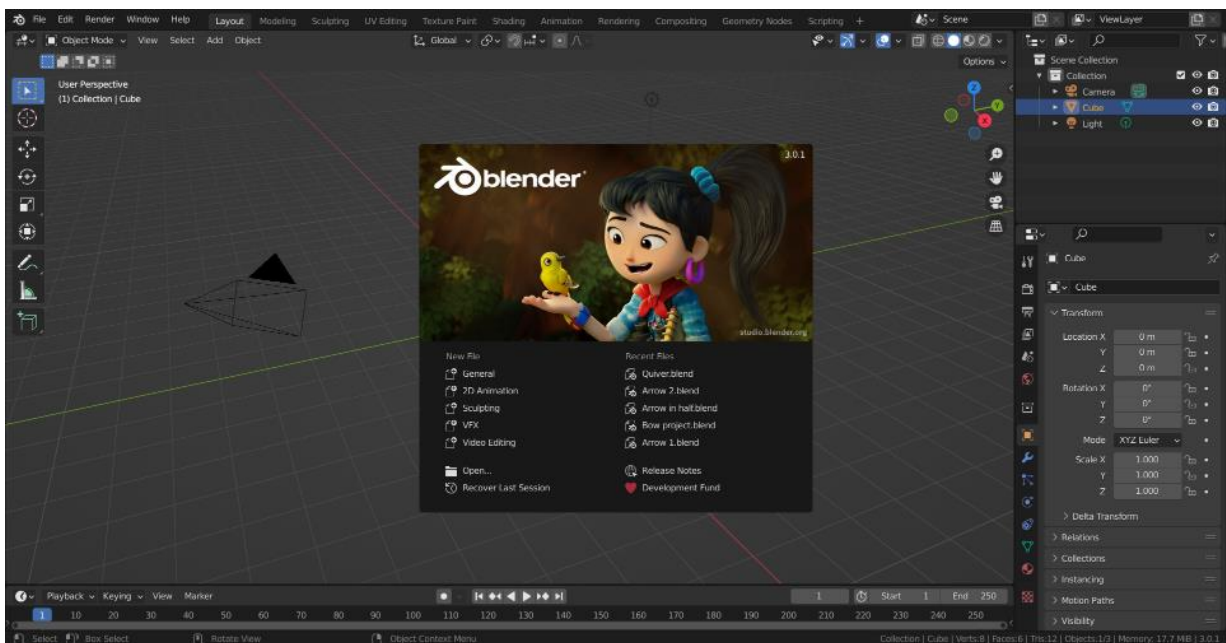 File Edit Render Window Help Layout Modeling Sculpting UV Editing Texture Paint Shading Animation Rendering Compositing Geometry Nodes Scripting + Scene ViewLayer
Object Mode View Select Add Object Global
Options
User Perspective
(1) Collection | Cube
Z
Y
X
Scene Collection
Collection
Camera
Cube
Light
3.0.1
blender
studio.blender.org
New File
General
2D Animation
Sculpting
VFX
Video Editing
Open...
Recover Last Session
Recent Files
Quiver.blend
Arrow 2.blend
Arrow in half.blend
Bow project.blend
Arrow 1.blend
Release Notes
Development Fund
Cube
Cube
Transform
Location X 0 m
Y 0 m
Z 0 m
Rotation X 0°
Y 0°
Z 0°
Mode XYZ Euler
Scale X 1.000
Y 1.000
Z 1.000
Delta Transform
Relations
Collections
Instancing
Motion Paths
Visibility
Playback Keying View Marker 1 Start 1 End 250
1 10 20 30 40 50 60 70 80 90 100 110 120 130 140 150 160 170 180 190 200 210 220 230 240 250
Select Box Select Rotate View Object Context Menu Collection | Cube | Verts:8 | Faces:6 | Tris:12 | Objects:1/3 | Memory: 17.7 MiB | 3.0.1